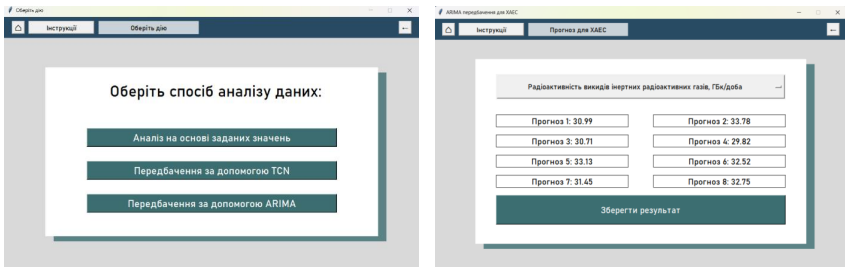 Оберіть дію
Інструкції
Оберіть дію
Оберіть спосіб аналізу даних:
Аналіз на основі заданих значень
Передбачення за допомогою TCN
Передбачення за допомогою ARIMA
ARIMA передбачення для ХАЕС
Інструкції
Прогноз для ХАЕС
Радіоактивність викидів інертних радіоактивних газів, ГБк/доба
Прогноз 1: 30.99
Прогноз 2: 33.78
Прогноз 3: 30.71
Прогноз 4: 29.82
Прогноз 5: 33.13
Прогноз 6: 32.52
Прогноз 7: 31.45
Прогноз 8: 32.75
Зберегти результат